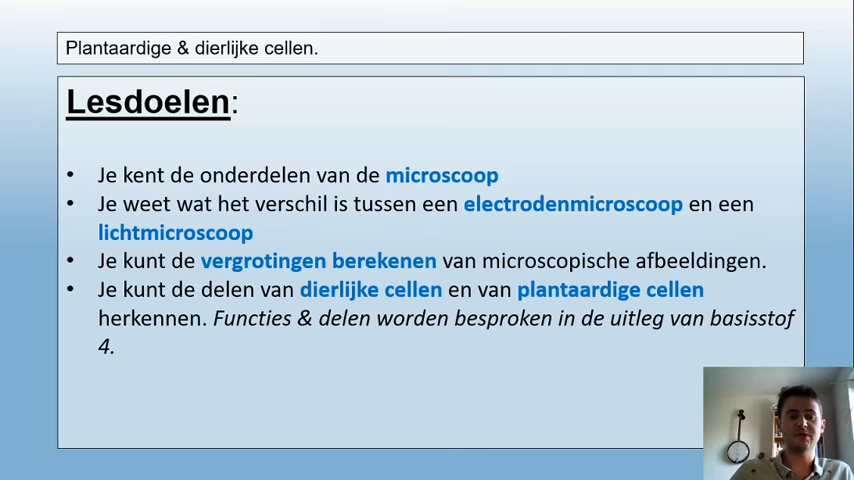 Plantaardige & dierlijke cellen.
Lesdoelen:
• Je kent de onderdelen van de microscoop
• Je weet wat het verschil is tussen een electrodenmicroscoop en een
lichtmicroscoop
• Je kunt de vergrotingen berekenen van microscopische afbeeldingen.
• Je kunt de delen van dierlijke cellen en van plantaardige cellen
herkennen. Functies & delen worden besproken in de uitleg van basisstof
4.